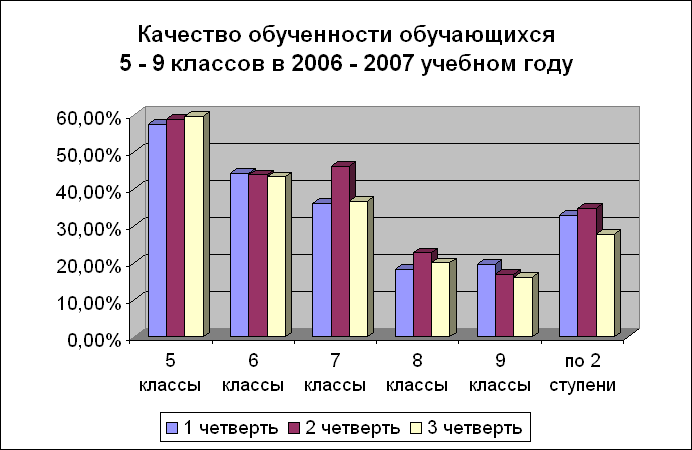 Качество обученности обучающихся
5 - 9 классов в 2006 - 2007 учебном году
60,00%
50,00%
40,00%
30,00%
20,00%
10,00%
0,00%
5 классы
6 классы
7 классы
8 классы
9 классы
по 2 ступени
1 четверть 2 четверть 3 четверть